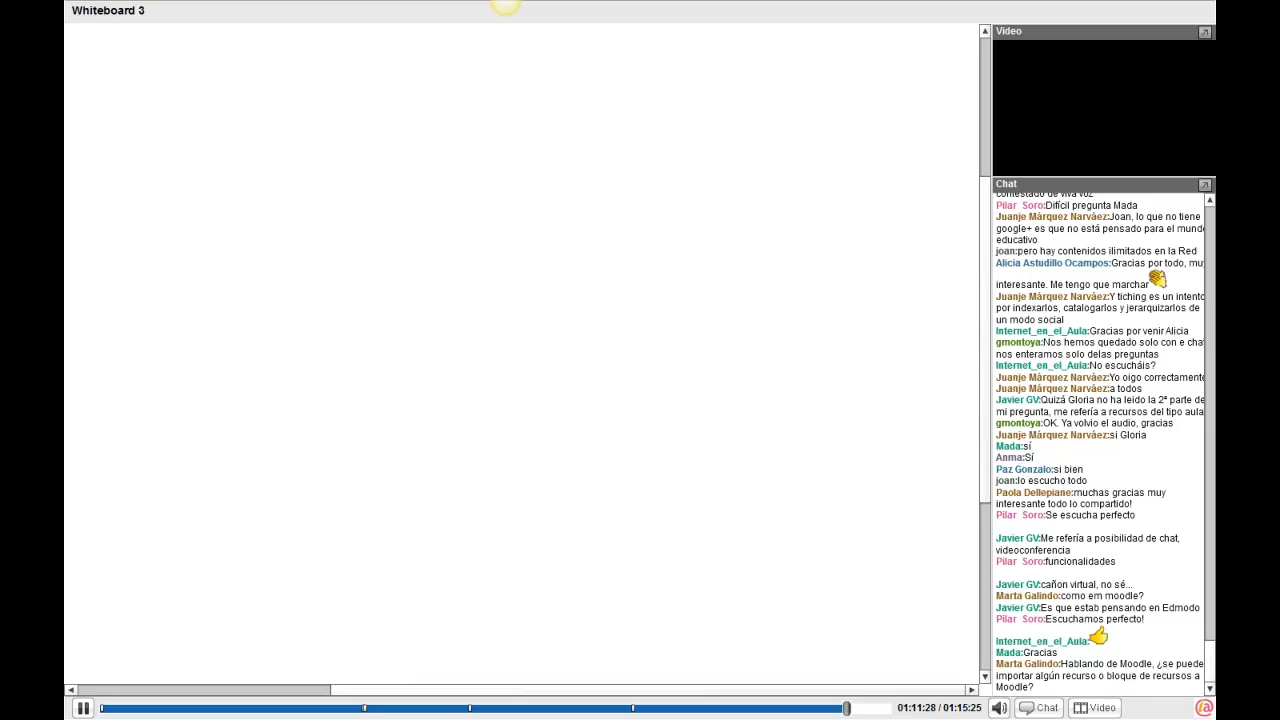 Whiteboard 3
Video
Chat
contestado de viva voz
Pilar Soro:Difícil pregunta Mada
Juanje Márquez Narváez:Joan, lo que no tiene
google+ es que no está pensado para el mundo
educativo
joan:pero hay contenidos ilimitados en la Red
Alicia Astudillo Ocampos:Gracias por todo, muy
interesante. Me tengo que marchar
Juanje Márquez Narváez:Y tiching es un intento
por indexarlos, catalogarlos y jerarquizarlos de
un modo social
Internet_en_el_Aula:Gracias por venir Alicia
gmontoya:Nos hemos quedado solo con e chat
nos enteramos solo delas preguntas
Internet_en_el_Aula:No escucháis?
Juanje Márquez Narváez:Yo oigo correctamente
Juanje Márquez Narváez:a todos
Javier GV:Quizá Gloria no ha leido la 2ª parte de
mi pregunta, me refería a recursos del tipo aula
gmontoya:OK. Ya volvio el audio, gracias
Juanje Márquez Narváez:si Gloria
Mada:sí
Anma:Sí
Paz Gonzalo:si bien
joan:lo escucho todo
Paola Dellepiane:muchas gracias muy
interesante todo lo compartido!
Pilar Soro:Se escucha perfecto
Javier GV:Me refería a posibilidad de chat,
videoconferencia
Pilar Soro:funcionalidades
Javier GV:cañon virtual, no sé...
Marta Galindo:como em moodle?
Javier GV:Es que estab pensando en Edmodo
Pilar Soro:Escuchamos perfecto!
Internet_en_el_Aula:
Mada:Gracias
Marta Galindo:Hablando de Moodle, ¿se puede
importar algún recurso o bloque de recursos a
Moodle?
01:11:28 / 01:15:25
Chat
Video